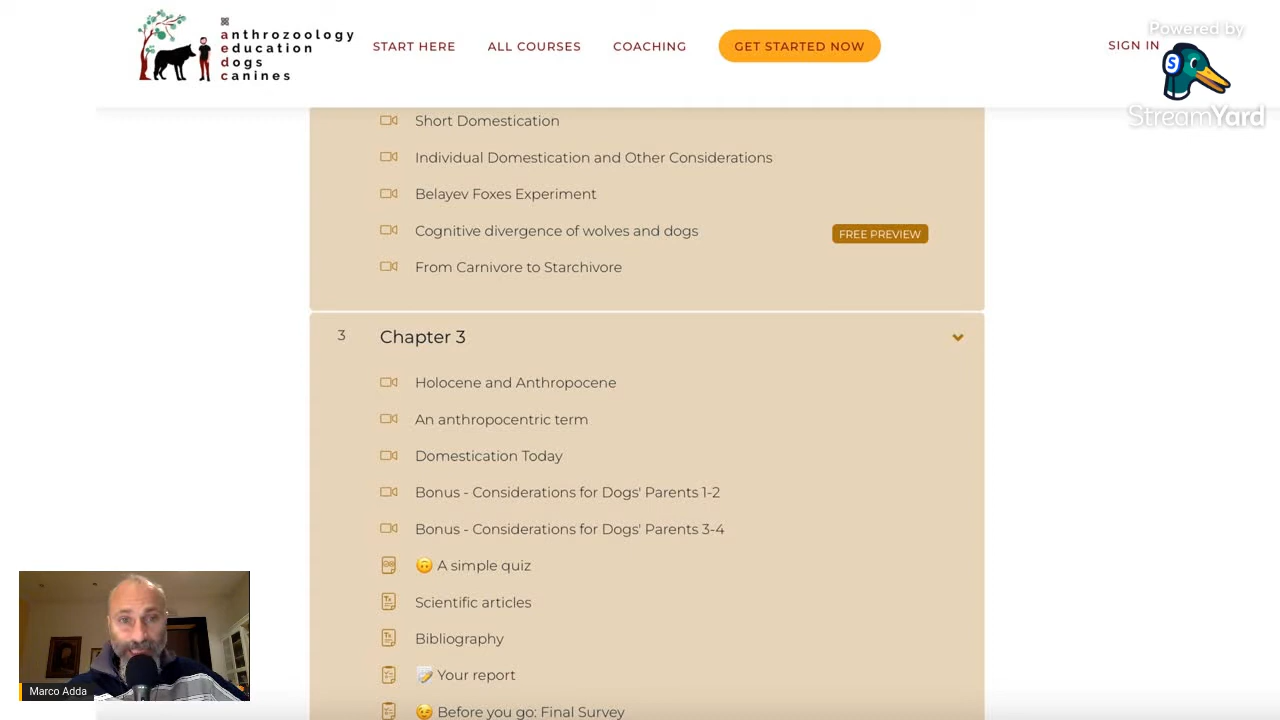 anthrozoology
education
dogs
canines
START HERE
ALL COURSES
COACHING
GET STARTED NOW
SIGN IN
Powered by
S
StreamYard
Short Domestication
Individual Domestication and Other Considerations
Belayev Foxes Experiment
Cognitive divergence of wolves and dogs
FREE PREVIEW
From Carnivore to Starchivore
3
Chapter 3
Holocene and Anthropocene
An anthropocentric term
Domestication Today
Bonus - Considerations for Dogs' Parents 1-2
Bonus - Considerations for Dogs' Parents 3-4
🙃 A simple quiz
Scientific articles
Bibliography
📝 Your report
😉 Before you go: Final Survey
Marco Adda